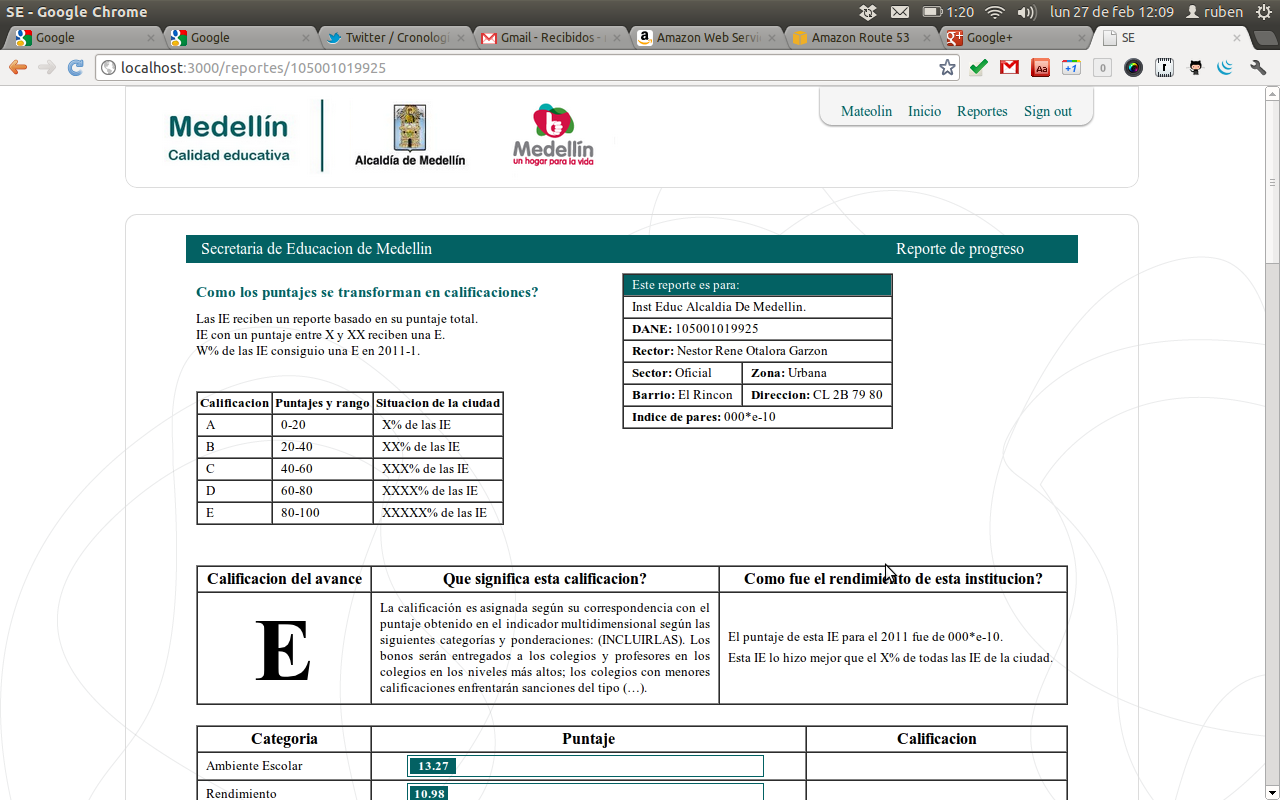 SE - Google Chrome
1:20 lun 27 de feb 12:09 ruben
Google Google Twitter / Cronologí Gmail - Recibidos - Amazon Web Servi Amazon Route 53 Google+ SE
localhost:3000/reportes/105001019925
Aa +1 0
Medellín
Calidad educativa
Alcaldía de Medellín
Medellín
un hogar para la vida
Mateolin Inicio Reportes Sign out
Secretaria de Educacion de Medellin Reporte de progreso
Como los puntajes se transforman en calificaciones?
Las IE reciben un reporte basado en su puntaje total.
IE con un puntaje entre X y XX reciben una E.
W% de las IE consiguio una E en 2011-1.
Este reporte es para:
Inst Educ Alcaldia De Medellin.
DANE: 105001019925
Rector: Nestor Rene Otalora Garzon
Sector: Oficial Zona: Urbana
Barrio: El Rincon Direccion: CL 2B 79 80
Indice de pares: 000*e-10
Calificacion Puntajes y rango Situacion de la ciudad
A 0-20 X% de las IE
B 20-40 XX% de las IE
C 40-60 XXX% de las IE
D 60-80 XXXX% de las IE
E 80-100 XXXXX% de las IE
Calificacion del avance Que significa esta calificacion? Como fue el rendimiento de esta institucion?
E
La calificación es asignada según su correspondencia con el
puntaje obtenido en el indicador multidimensional según las
siguientes categorías y ponderaciones: (INCLUIRLAS). Los
bonos serán entregados a los colegios y profesores en los
colegios en los niveles más altos; los colegios con menores
calificaciones enfrentarán sanciones del tipo (…).
El puntaje de esta IE para el 2011 fue de 000*e-10.
Esta IE lo hizo mejor que el X% de todas las IE de la ciudad.
Categoria Puntaje Calificacion
Ambiente Escolar 13.27
Rendimiento 10.98